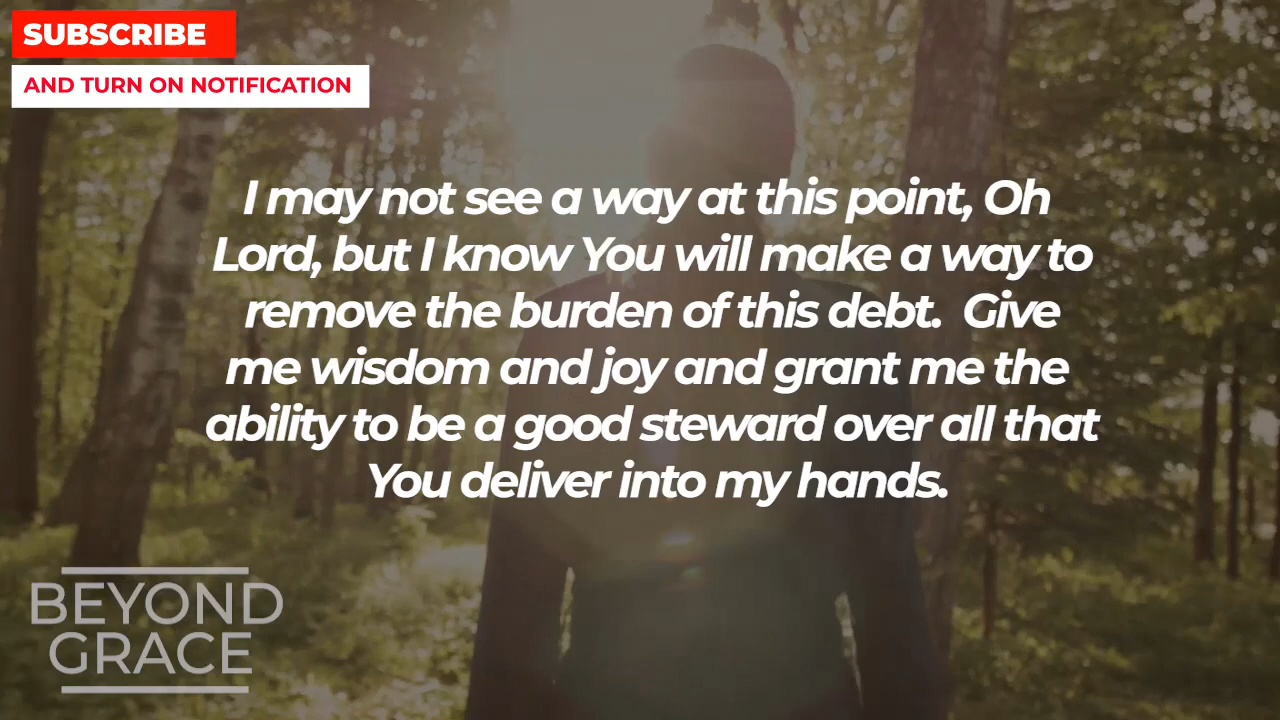 SUBSCRIBE
AND TURN ON NOTIFICATION
I may not see a way at this point, Oh
Lord, but I know You will make a way to
remove the burden of this debt.  Give
me wisdom and joy and grant me the
ability to be a good steward over all that
You deliver into my hands.
BEYOND
GRACE